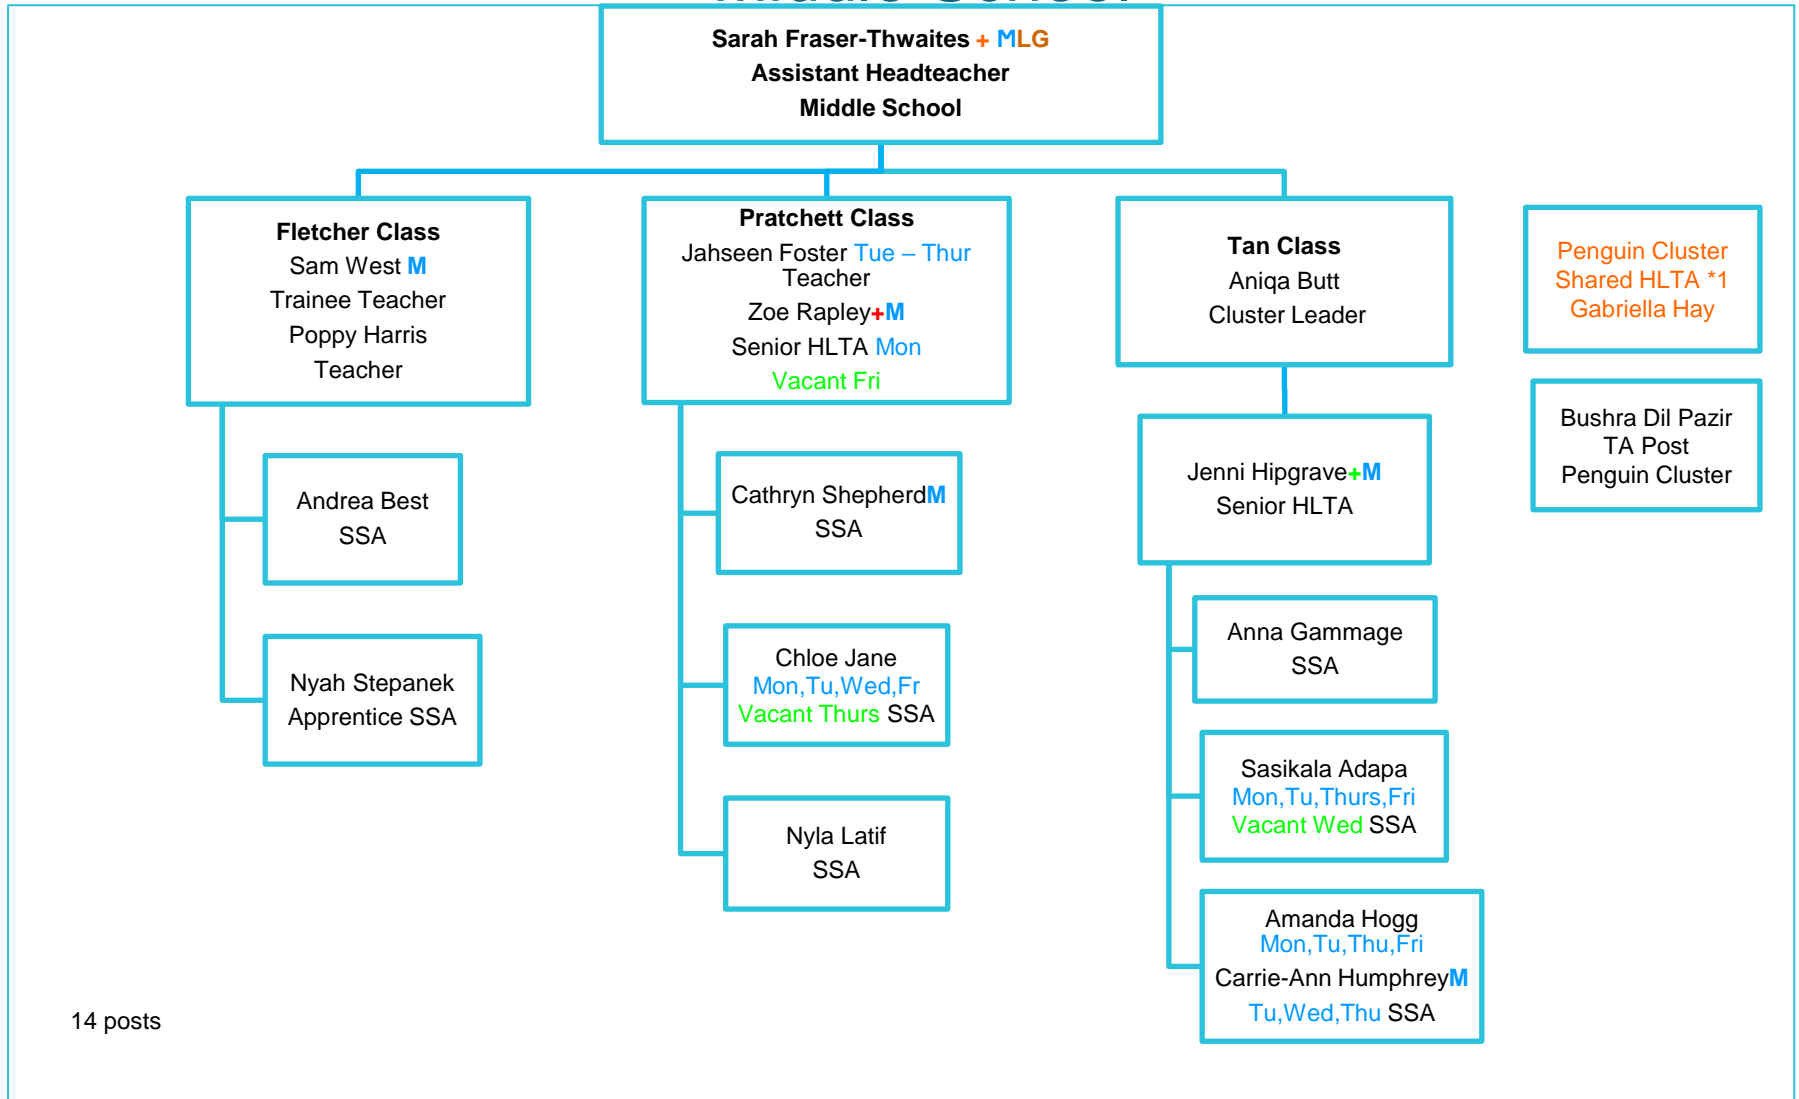 Middle School
Sarah Fraser-Thwaites + MLG
Assistant Headteacher
Middle School
Fletcher Class
Sam West M
Trainee Teacher
Poppy Harris
Teacher
Andrea Best
SSA
Nyah Stepanek
Apprentice SSA
Pratchett Class
Jahseen Foster Tue – Thur
Teacher
Zoe Rapley+M
Senior HLTA Mon
Vacant Fri
Cathryn ShepherdM
SSA
Chloe Jane
Mon,Tu,Wed,Fr
Vacant Thurs SSA
Nyla Latif
SSA
Tan Class
Aniqa Butt
Cluster Leader
Jenni Hipgrave+M
Senior HLTA
Anna Gammage
SSA
Sasikala Adapa
Mon,Tu,Thurs,Fri
Vacant Wed SSA
Amanda Hogg
Mon,Tu,Thu,Fri
Carrie-Ann HumphreyM
Tu,Wed,Thu SSA
Penguin Cluster
Shared HLTA *1
Gabriella Hay
Bushra Dil Pazir
TA Post
Penguin Cluster
14 posts